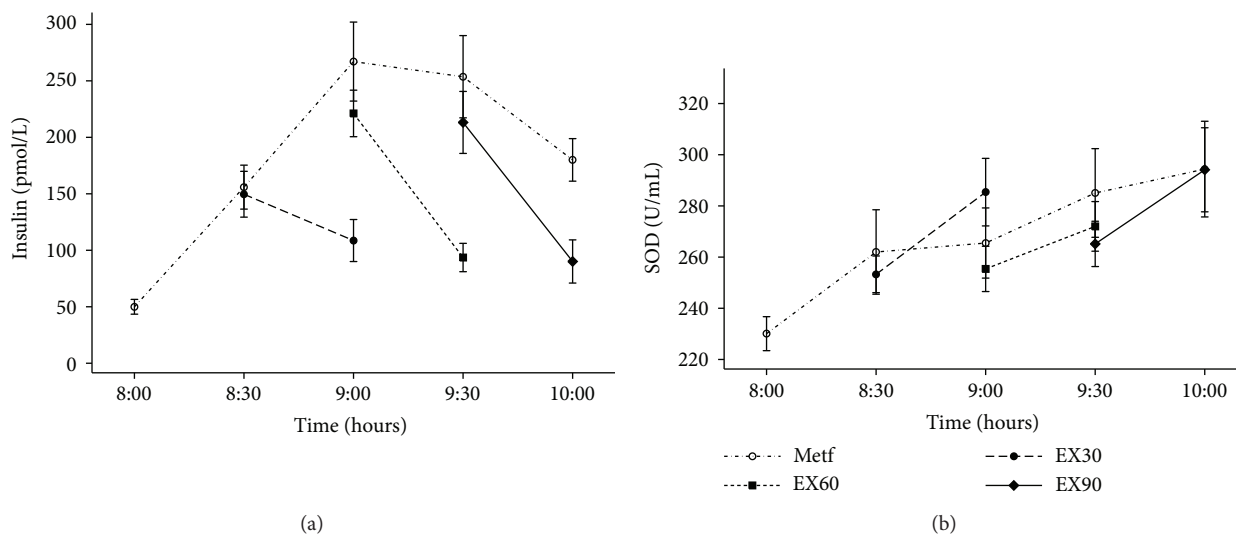 300
250
200
150
100
50
0
Insulin (pmol/L)
8:00 8:30 9:00 9:30 10:00
Time (hours)
(a)
320
300
280
260
240
220
SOD (U/mL)
8:00 8:30 9:00 9:30 10:00
Time (hours)
Metf EX30
EX60 EX90
(b)